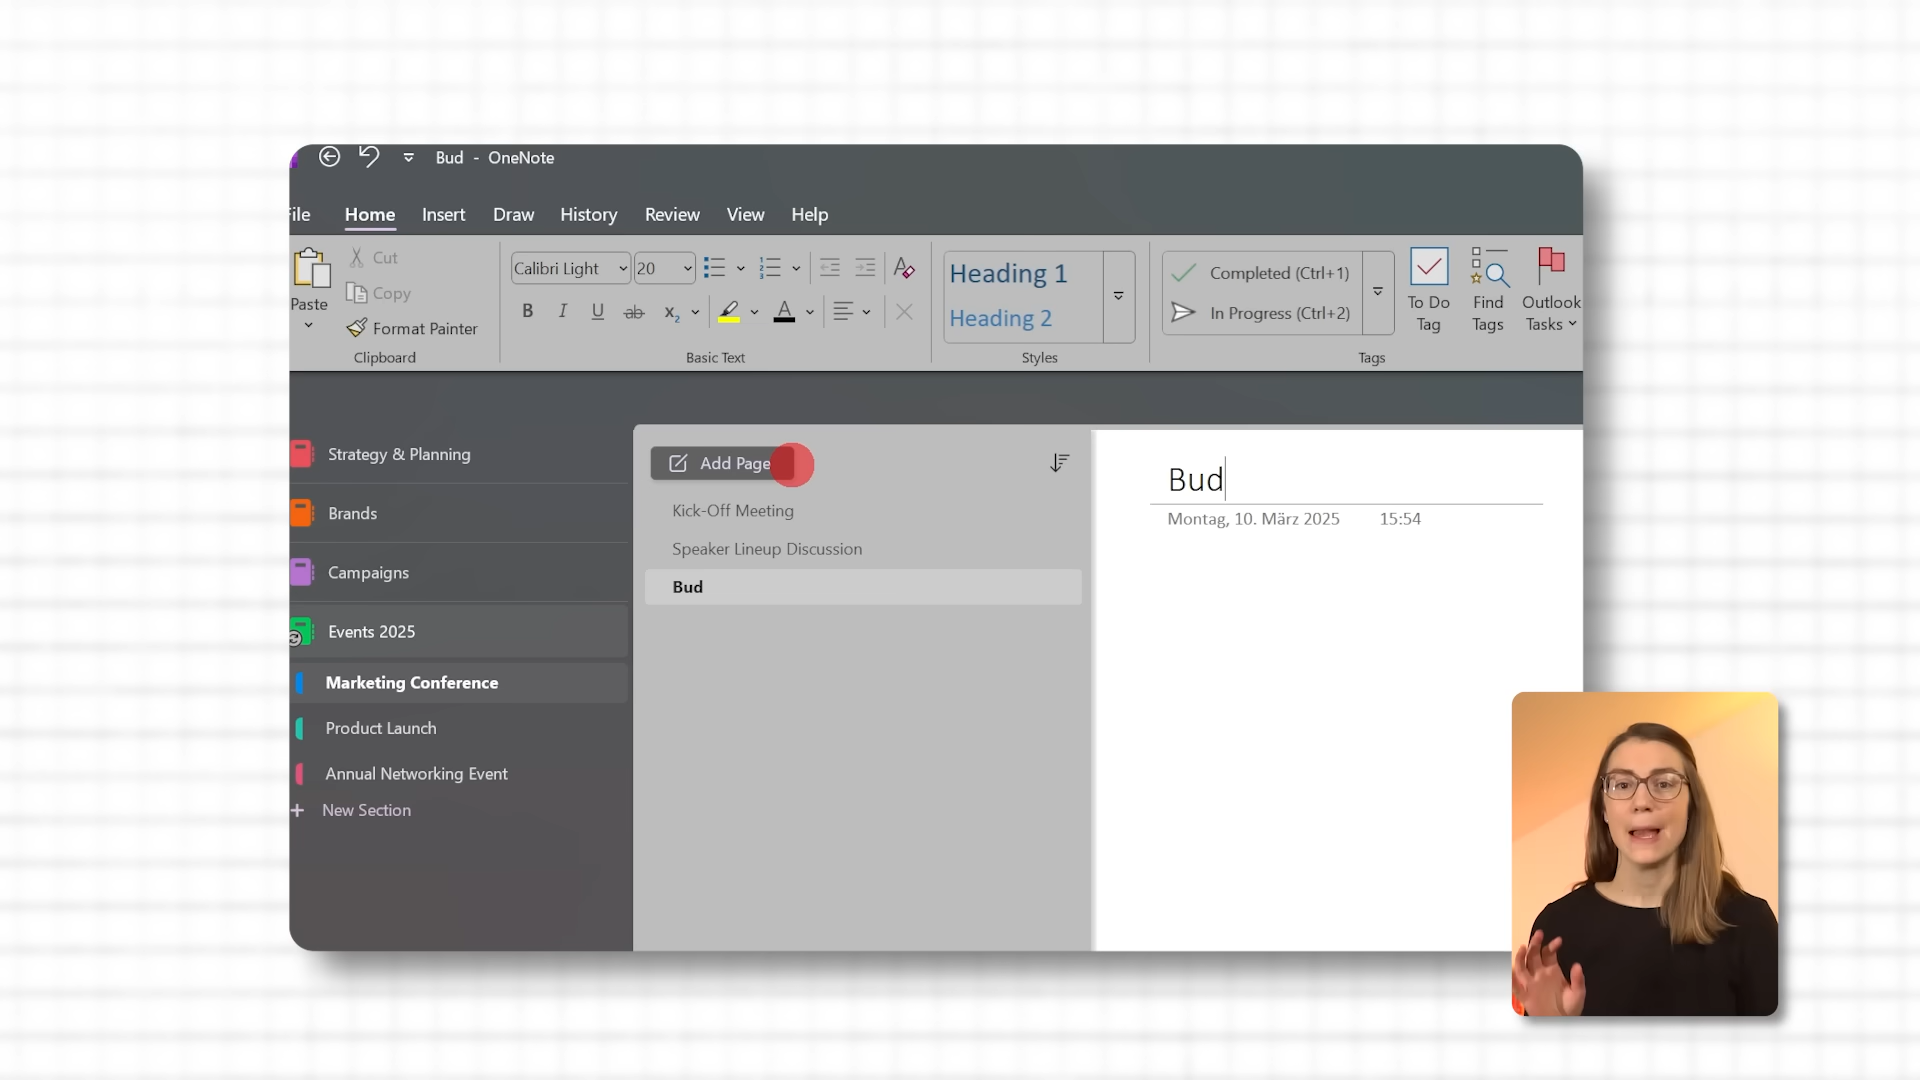 Bud - OneNote
File Home Insert Draw History Review View Help
Paste
Cut
Copy
Format Painter
Clipboard
Calibri Light 20
B I U ab x₂ A
Basic Text
Heading 1
Heading 2
Styles
Completed (Ctrl+1)
In Progress (Ctrl+2)
To Do
Tag
Find
Tags
Outlook
Tasks
Tags
Strategy & Planning
Brands
Campaigns
Events 2025
Marketing Conference
Product Launch
Annual Networking Event
New Section
Add Page
Kick-Off Meeting
Speaker Lineup Discussion
Bud
Bud
Montag, 10. März 2025 15:54